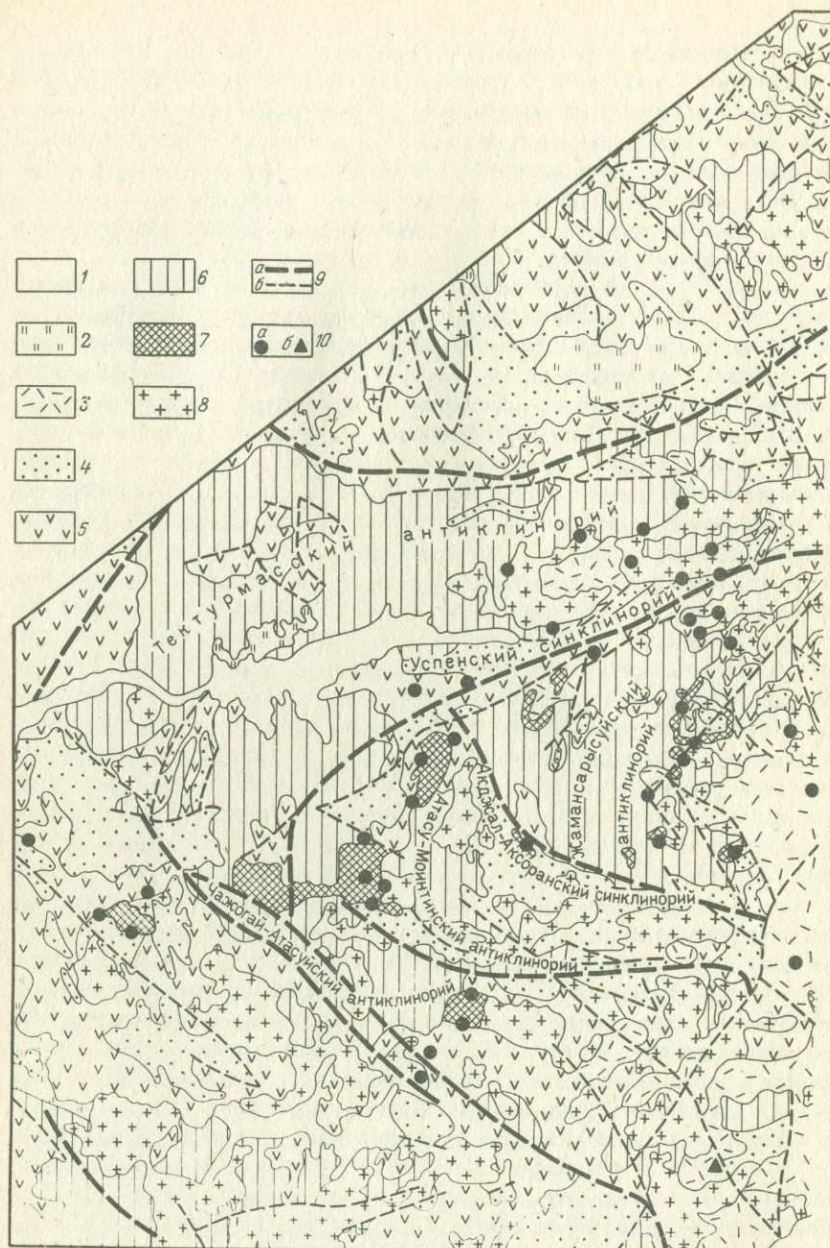 1
2
3
4
5
6
7
8
а
б
9
а
б
10
Тектурмасский антиклинорий
Успенский синклинорий
Жамансарысуйский
антиклинорий
Акджал-Аксоранский синклинорий
Атасу-Моинтинский антиклинорий
Чажогай-Атасуйский антиклинорий